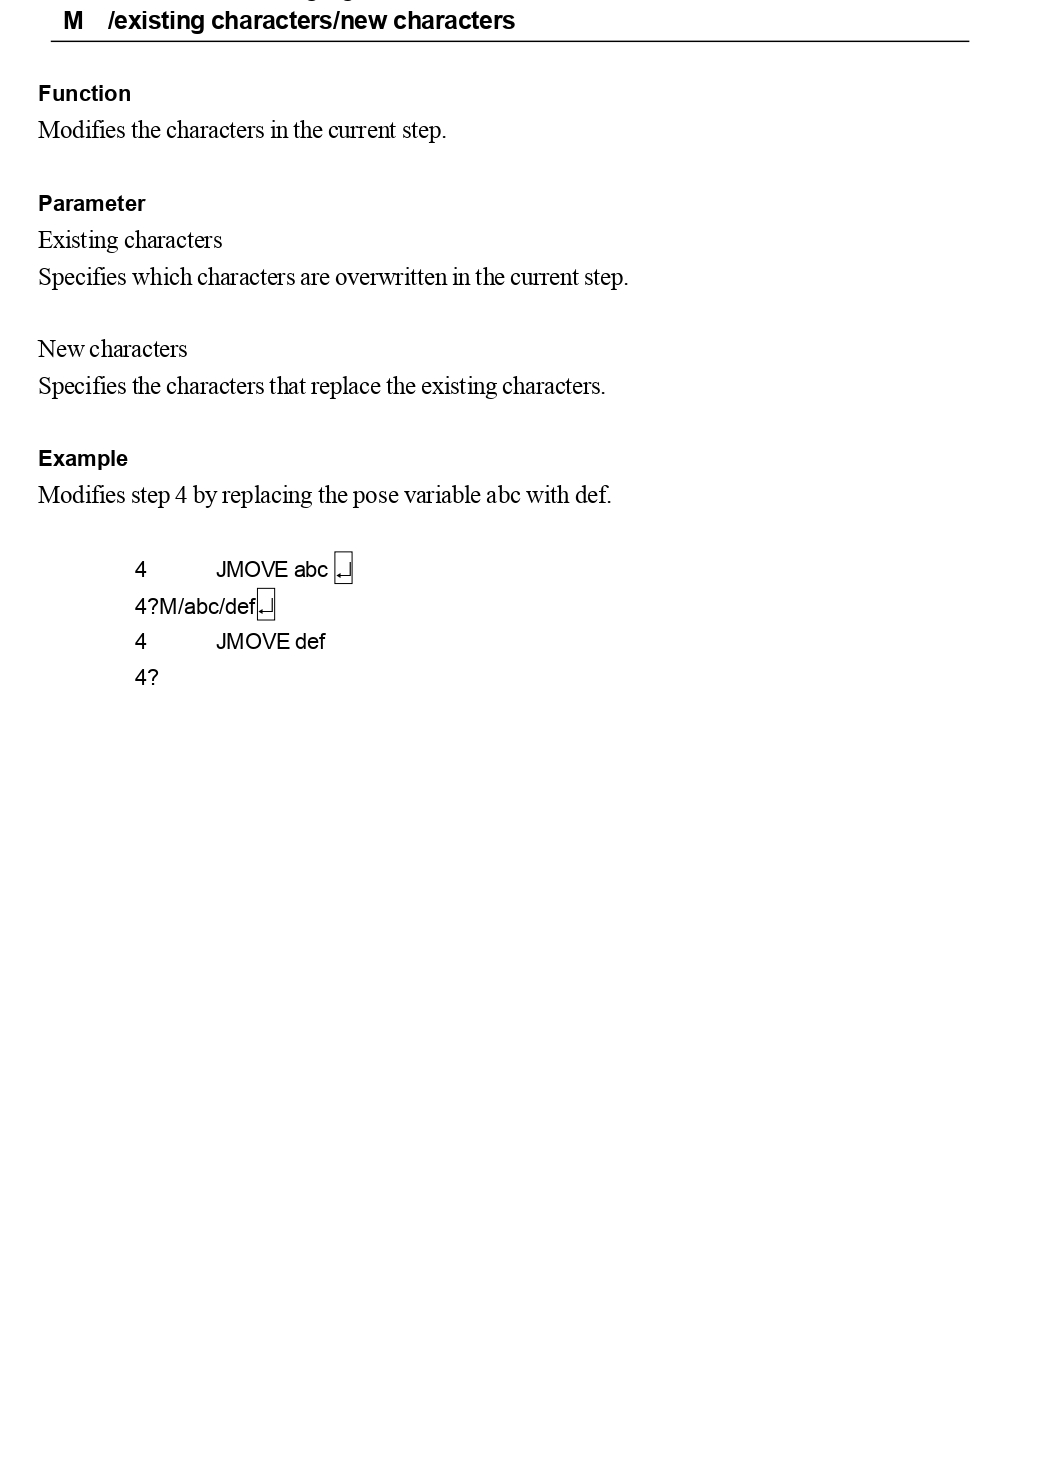 M /existing characters/new characters
Function
Modifies the characters in the current step.
Parameter
Existing characters
Specifies which characters are overwritten in the current step.
New characters
Specifies the characters that replace the existing characters.
Example
Modifies step 4 by replacing the pose variable abc with def.
4 JMOVE abc ↵
4?M/abc/def↵
4 JMOVE def
4?